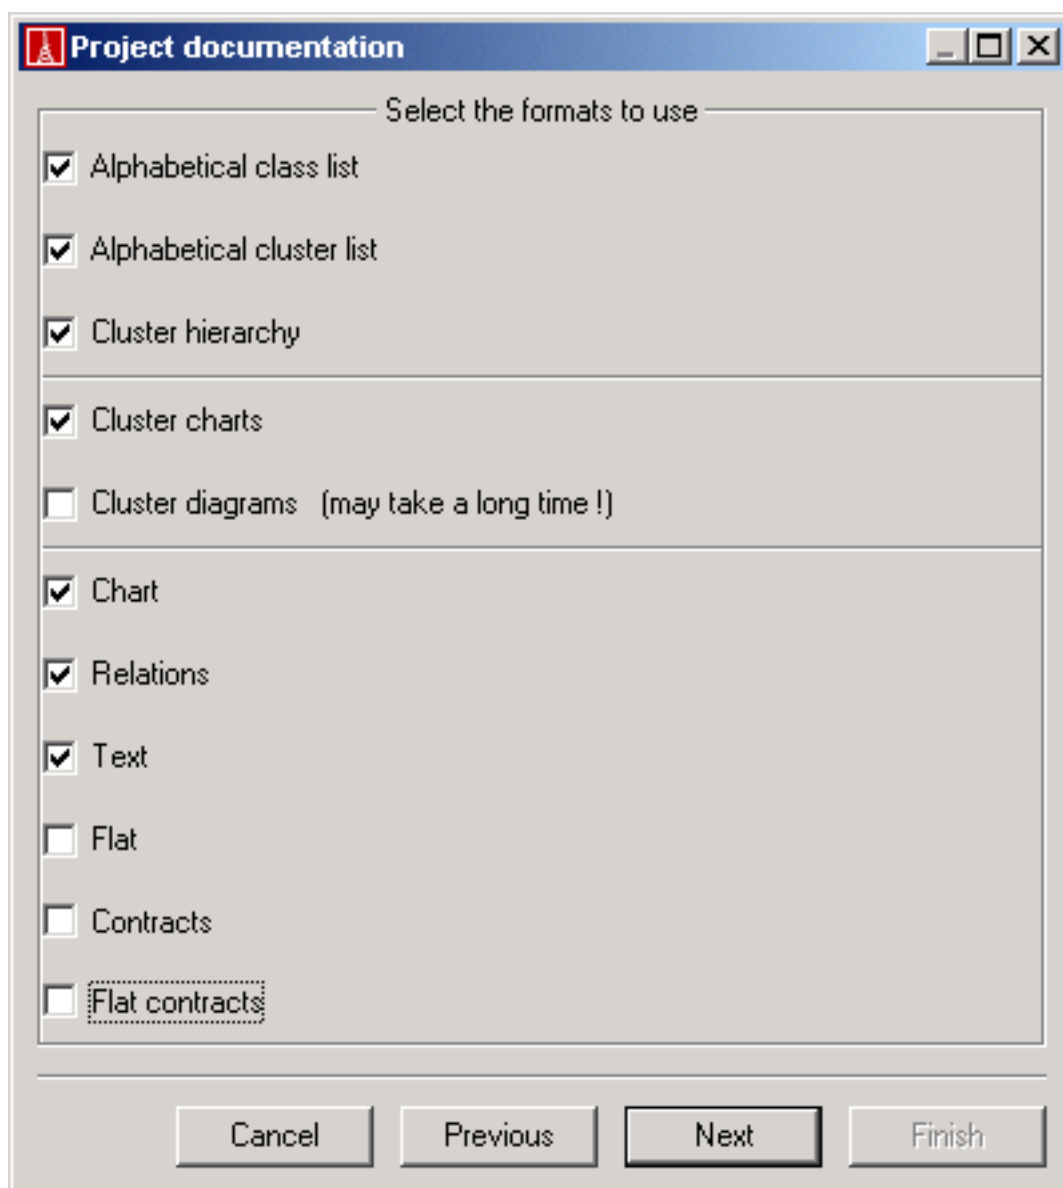 Project documentation
Select the formats to use
Alphabetical class list
Alphabetical cluster list
Cluster hierarchy
Cluster charts
Cluster diagrams (may take a long time !)
Chart
Relations
Text
Flat
Contracts
Flat contracts
Cancel Previous Next Finish